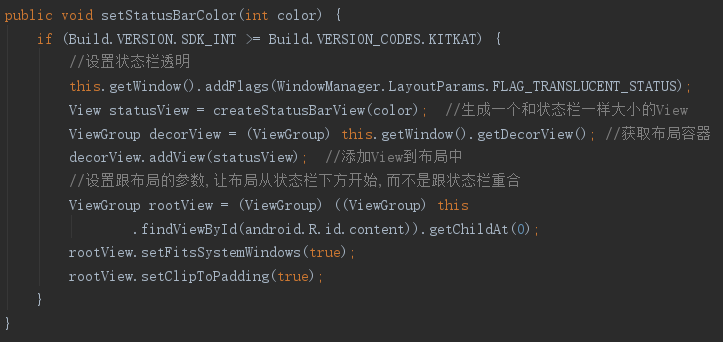 public void setStatusBarColor(int color) {
if (Build.VERSION.SDK_INT >= Build.VERSION_CODES.KITKAT) {
//设置状态栏透明
this.getWindow().addFlags(WindowManager.LayoutParams.FLAG_TRANSLUCENT_STATUS);
View statusView = createStatusBarView(color);  //生成一个和状态栏一样大小的View
ViewGroup decorView = (ViewGroup) this.getWindow().getDecorView(); //获取布局容器
decorView.addView(statusView);  //添加View到布局中
//设置跟布局的参数,让布局从状态栏下方开始,而不是跟状态栏重合
ViewGroup rootView = (ViewGroup) ((ViewGroup) this
.findViewById(android.R.id.content)).getChildAt(0);
rootView.setFitsSystemWindows(true);
rootView.setClipToPadding(true);
}
}